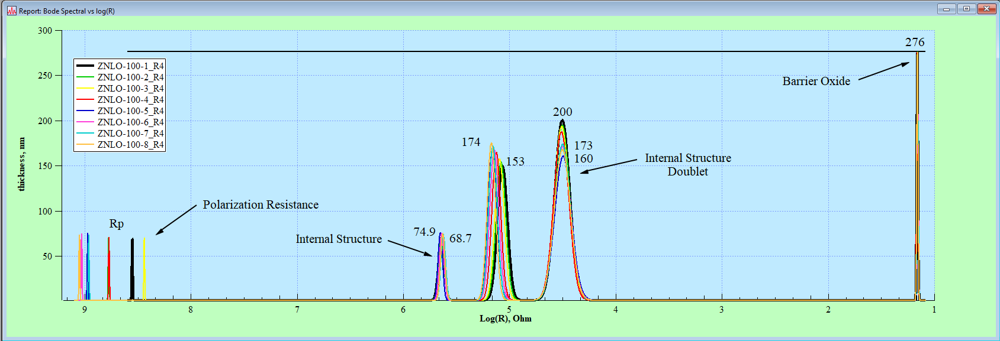 Report: Bode Spectral vs log(R)
300
250
200
150
100
50
thickness, nm
ZNLO-100-1_R4
ZNLO-100-2_R4
ZNLO-100-3_R4
ZNLO-100-4_R4
ZNLO-100-5_R4
ZNLO-100-6_R4
ZNLO-100-7_R4
ZNLO-100-8_R4
276
Barrier Oxide
200
174
173
153
160
Internal Structure
Doublet
Polarization Resistance
Rp
74.9
68.7
Internal Structure
9 8 7 6 5 4 3 2 1
Log(R), Ohm